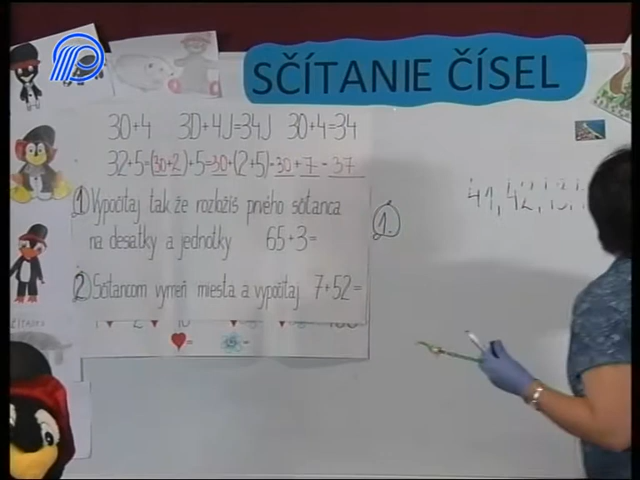 SČÍTANIE ČÍSEL
30+4 3D+4J=34J 30+4=34
32+5=(30+2)+5=30+(2+5)=30+7=37
1) Vypočítaj tak že rozložíš prvého sčítanca
na desiatky a jednotky 65+3=
2) Sčítancom vymeň miesta a vypočítaj 7+52=
1.
41, 42,